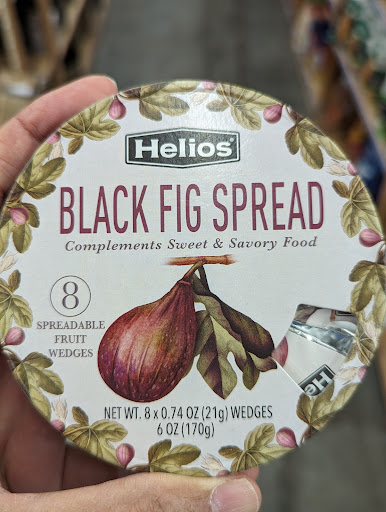 Helios®
BLACK FIG SPREAD
Complements Sweet & Savory Food
8
SPREADABLE
FRUIT
WEDGES
NET WT. 8 x 0.74 OZ (21g) WEDGES
6 OZ (170g)
He